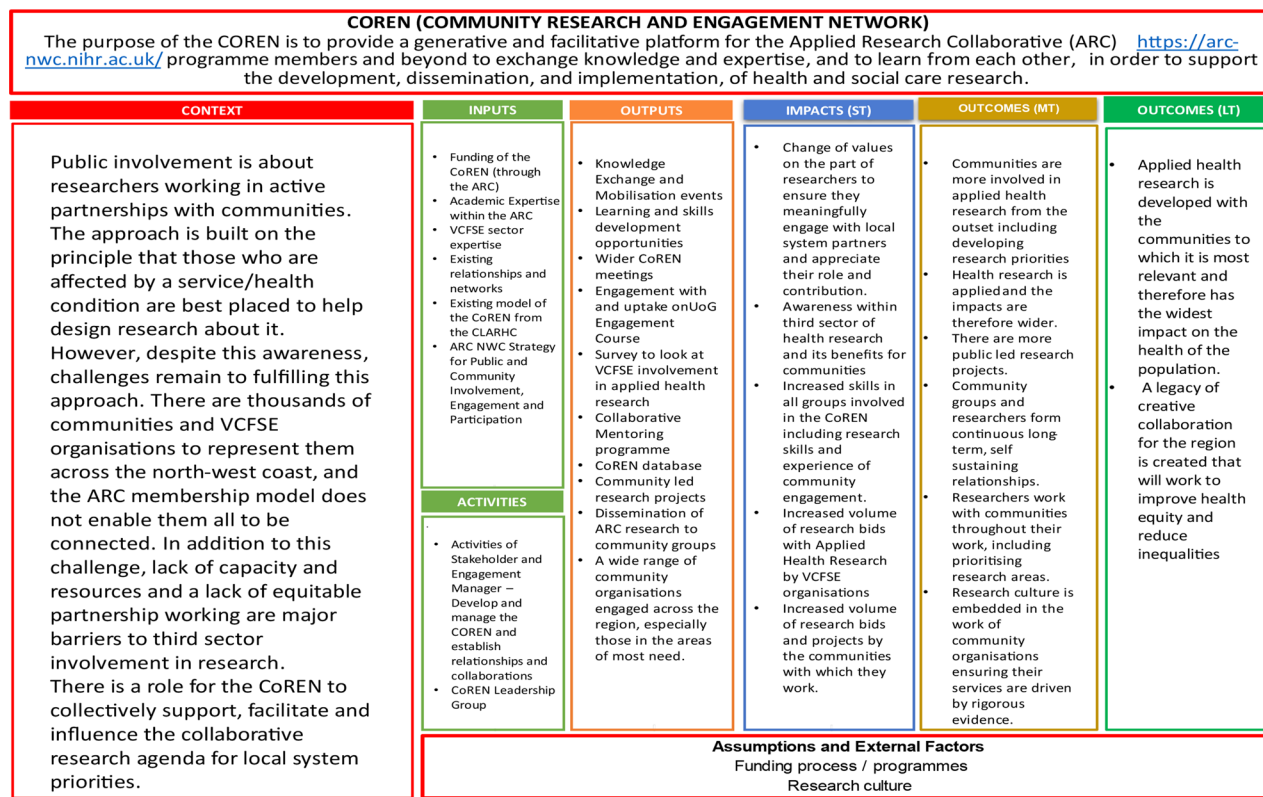 COREN (COMMUNITY RESEARCH AND ENGAGEMENT NETWORK)
The purpose of the COREN is to provide a generative and facilitative platform for the Applied Research Collaborative (ARC) https://arc-
nwc.nihr.ac.uk/ programme members and beyond to exchange knowledge and expertise, and to learn from each other, in order to support
the development, dissemination, and implementation, of health and social care research.
CONTEXT
Public involvement is about
researchers working in active
partnerships with communities.
The approach is built on the
principle that those who are
affected by a service/health
condition are best placed to help
design research about it.
However, despite this awareness,
challenges remain to fulfilling this
approach. There are thousands of
communities and VCFSE
organisations to represent them
across the north-west coast, and
the ARC membership model does
not enable them all to be
connected. In addition to this
challenge, lack of capacity and
resources and a lack of equitable
partnership working are major
barriers to third sector
involvement in research.
There is a role for the CoREN to
collectively support, facilitate and
influence the collaborative
research agenda for local system
priorities.
INPUTS
• Funding of the
CoREN (through
the ARC)
• Academic Expertise
within the ARC
• VCFSE sector
expertise
• Existing
relationships and
networks
• Existing model of
the CoREN from
the CLARHC
• ARC NWC Strategy
for Public and
Community
Involvement,
Engagement and
Participation
ACTIVITIES
• Activities of
Stakeholder and
Engagement
Manager –
Develop and
manage the
COREN and
establish
relationships and
collaborations
• CoREN Leadership
Group
OUTPUTS
• Knowledge
Exchange and
Mobilisation events
• Learning and skills
development
opportunities
• Wider CoREN
meetings
• Engagement with
and uptake onUoG
Engagement
Course
• Survey to look at
VCFSE involvement
in applied health
research
• Collaborative
Mentoring
programme
• CoREN database
• Community led
research projects
• Dissemination of
ARC research to
community groups
• A wide range of
community
organisations
engaged across the
region, especially
those in the areas
of most need.
IMPACTS (ST)
• Change of values
on the part of
researchers to
ensure they
meaningfully
engage with local
system partners
and appreciate
their role and
contribution.
• Awareness within
third sector of
health research
and its benefits for
communities
• Increased skills in
all groups involved
in the CoREN
including research
skills and
experience of
community
engagement.
• Increased volume
of research bids
with Applied
Health Research
by VCFSE
organisations
• Increased volume
of research bids
and projects by
the communities
with which they
work.
OUTCOMES (MT)
• Communities are
more involved in
applied health
research from the
outset including
developing
research priorities
• Health research is
applied and the
impacts are
therefore wider.
• There are more
public led research
projects.
• Community
groups and
researchers form
continuous long-
term, self
sustaining
relationships.
• Researchers work
with communities
throughout their
work, including
prioritising
research areas.
• Research culture is
embedded in the
work of
community
organisations
ensuring their
services are driven
by rigorous
evidence.
OUTCOMES (LT)
• Applied health
research is
developed with
the
communities to
which it is most
relevant and
therefore has
the widest
impact on the
health of the
population.
• A legacy of
creative
collaboration
for the region
is created that
will work to
improve health
equity and
reduce
inequalities
Assumptions and External Factors
Funding process / programmes
Research culture